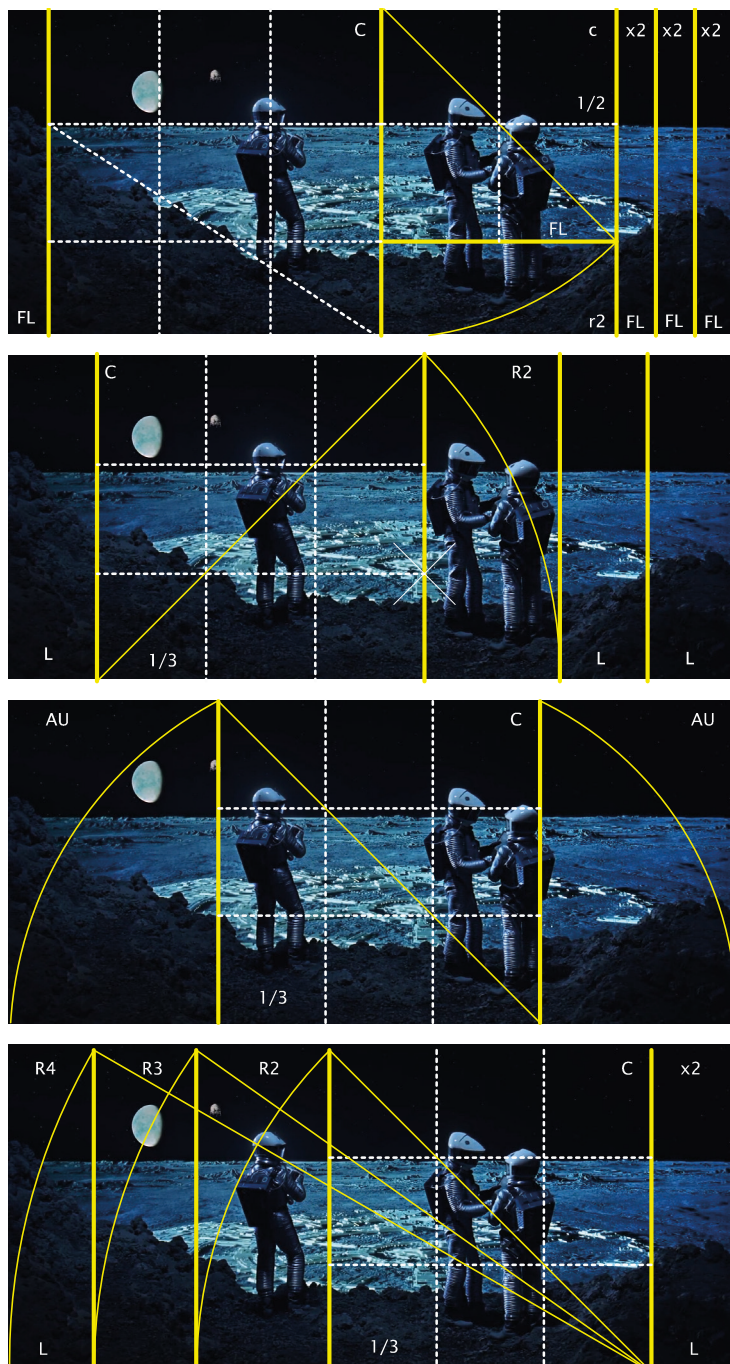 C c x2 x2 x2
1/2
FL
FL r2 FL FL FL
C R2
L 1/3 L L
AU C AU
1/3
R4 R3 R2 C x2
L 1/3 L